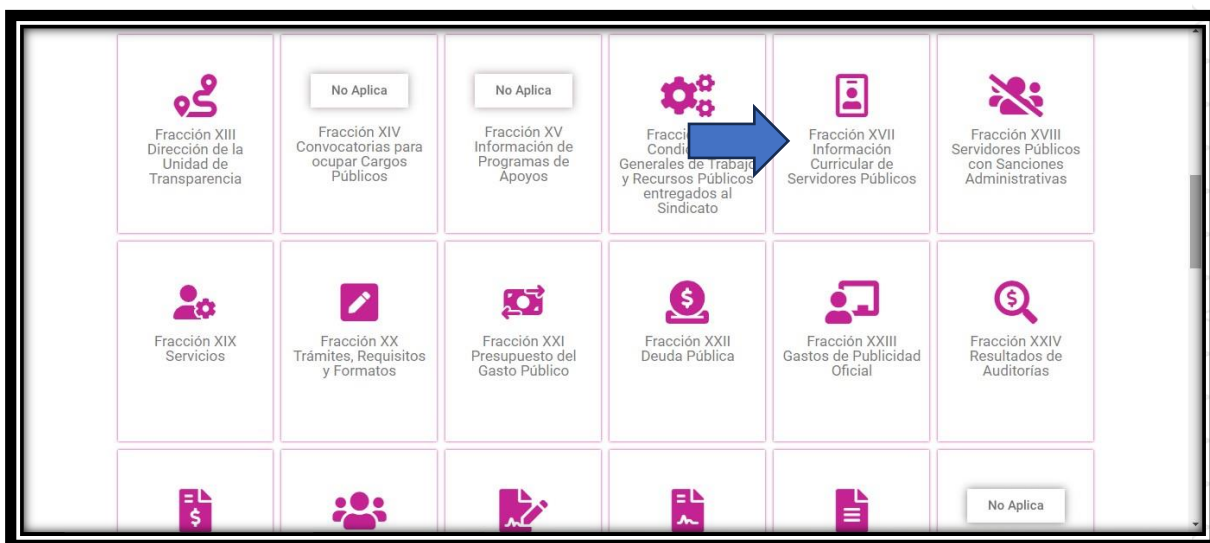 Fracción XIII
Dirección de la
Unidad de
Transparencia
No Aplica
Fracción XIV
Convocatorias para
ocupar Cargos
Públicos
No Aplica
Fracción XV
Información de
Programas de
Apoyos
Generales de Trabajo
y Recursos Públicos
entregados al
Sindicato
Fracción XVII
Información
Curricular de
Servidores Públicos
Fracción XVIII
Servidores Públicos
con Sanciones
Administrativas
Fracción XIX
Servicios
Fracción XX
Trámites, Requisitos
y Formatos
Fracción XXI
Presupuesto del
Gasto Público
Fracción XXII
Deuda Pública
Fracción XXIII
Gastos de Publicidad
Oficial
Fracción XXIV
Resultados de
Auditorías
No Aplica